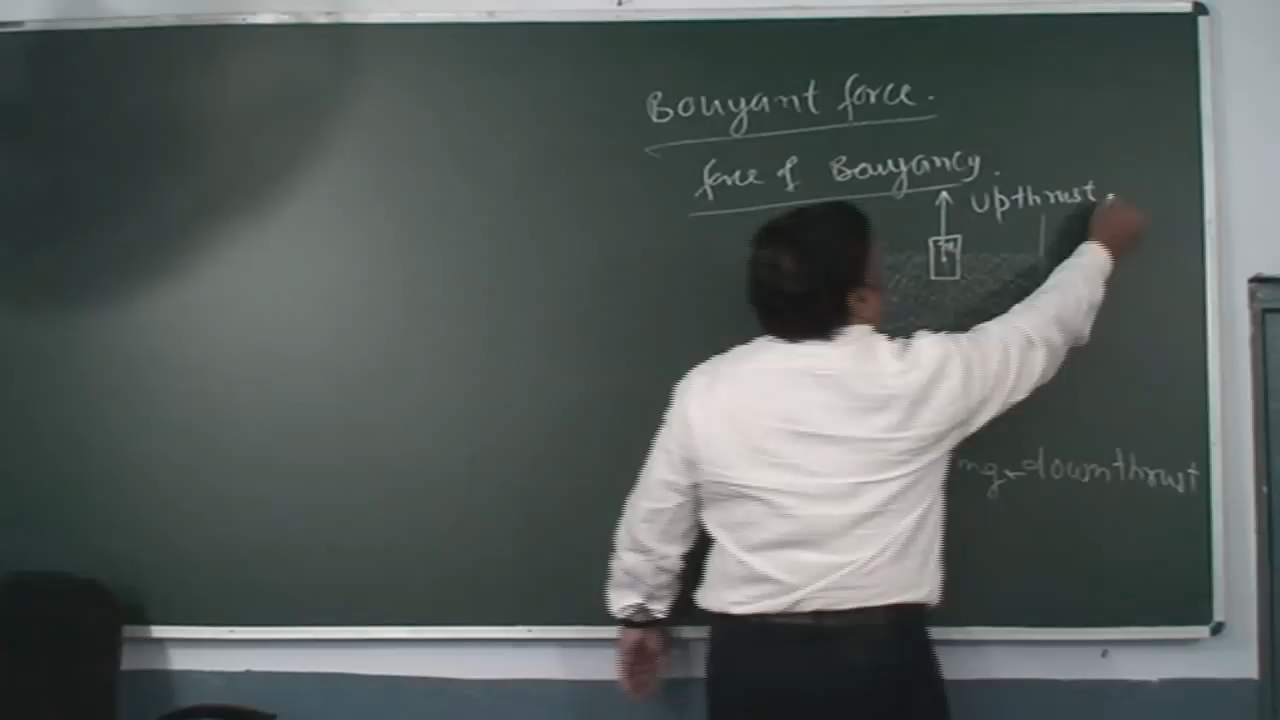 Bouyant force.
force of Bouyancy.
Upthrust
m
mg downthrust